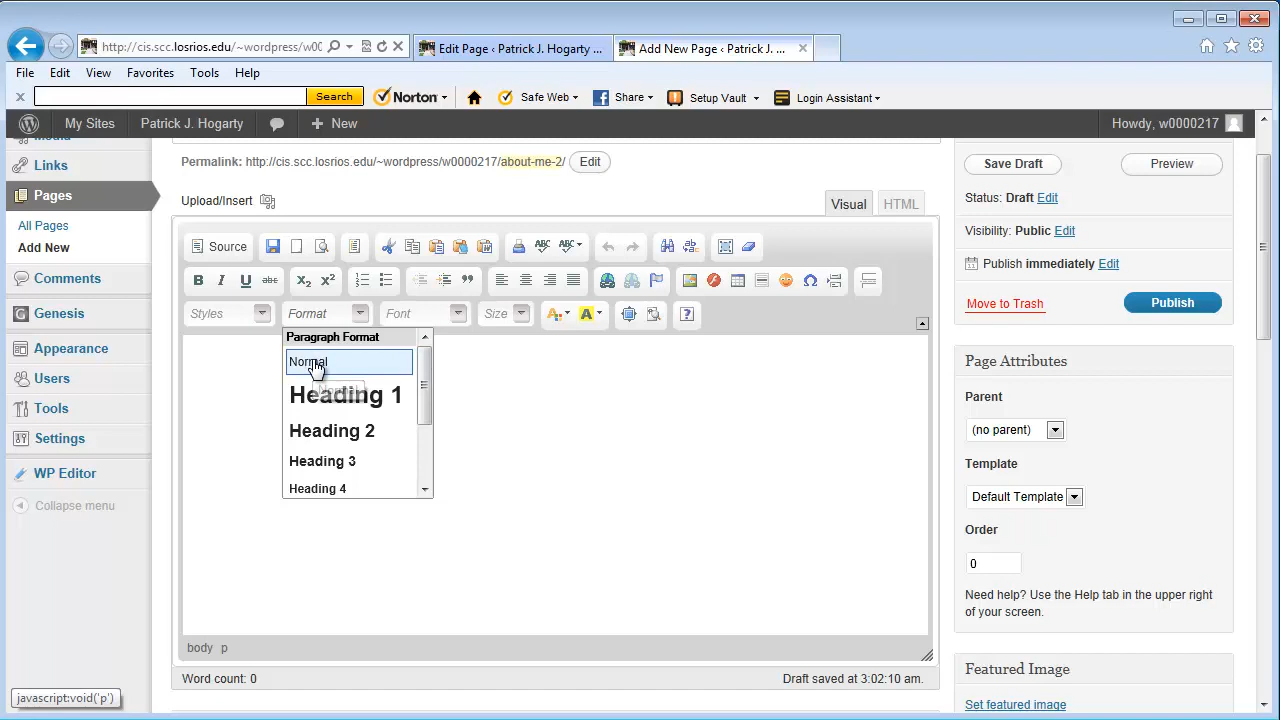 http://cis.scc.losrios.edu/~wordpress/w00
Edit Page ‹ Patrick J. Hogarty ...
Add New Page ‹ Patrick J. ...
File Edit View Favorites Tools Help
Search Norton Safe Web Share Setup Vault Login Assistant
My Sites Patrick J. Hogarty New Howdy, w0000217
Links
Pages
All Pages
Add New
Comments
Genesis
Appearance
Users
Tools
Settings
WP Editor
Collapse menu
Permalink: http://cis.scc.losrios.edu/~wordpress/w0000217/about-me-2/ Edit
Upload/Insert
Visual HTML
Source
Styles Format Font Size
Paragraph Format
Normal
Heading 1
Heading 2
Heading 3
Heading 4
body p
Word count: 0 Draft saved at 3:02:10 am.
Save Draft Preview
Status: Draft Edit
Visibility: Public Edit
Publish immediately Edit
Move to Trash Publish
Page Attributes
Parent
(no parent)
Template
Default Template
Order
0
Need help? Use the Help tab in the upper right
of your screen.
Featured Image
Set featured image
javascript:void('p')